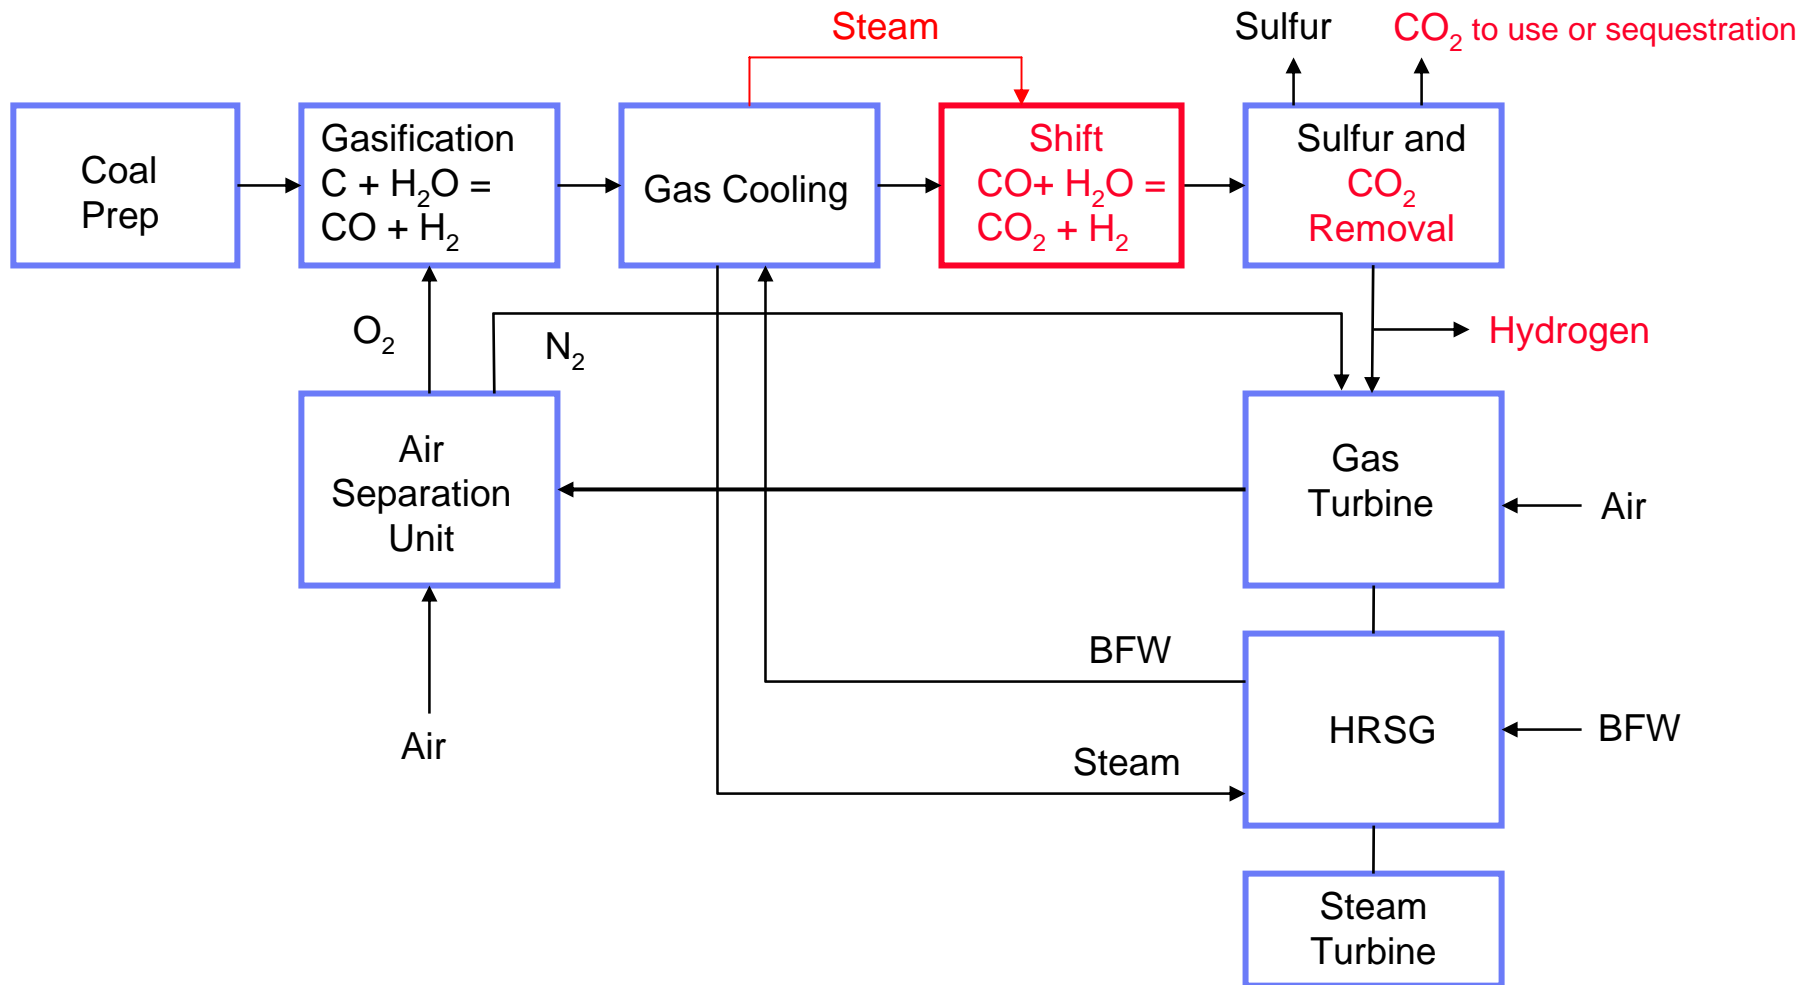 Steam
Sulfur
CO₂ to use or sequestration
Coal
Prep
Gasification
C + H₂O =
CO + H₂
Gas Cooling
Shift
CO+ H₂O =
CO₂ + H₂
Sulfur and
CO₂
Removal
O₂
N₂
Hydrogen
Air
Separation
Unit
Gas
Turbine
Air
BFW
Air
HRSG
BFW
Steam
Steam
Turbine